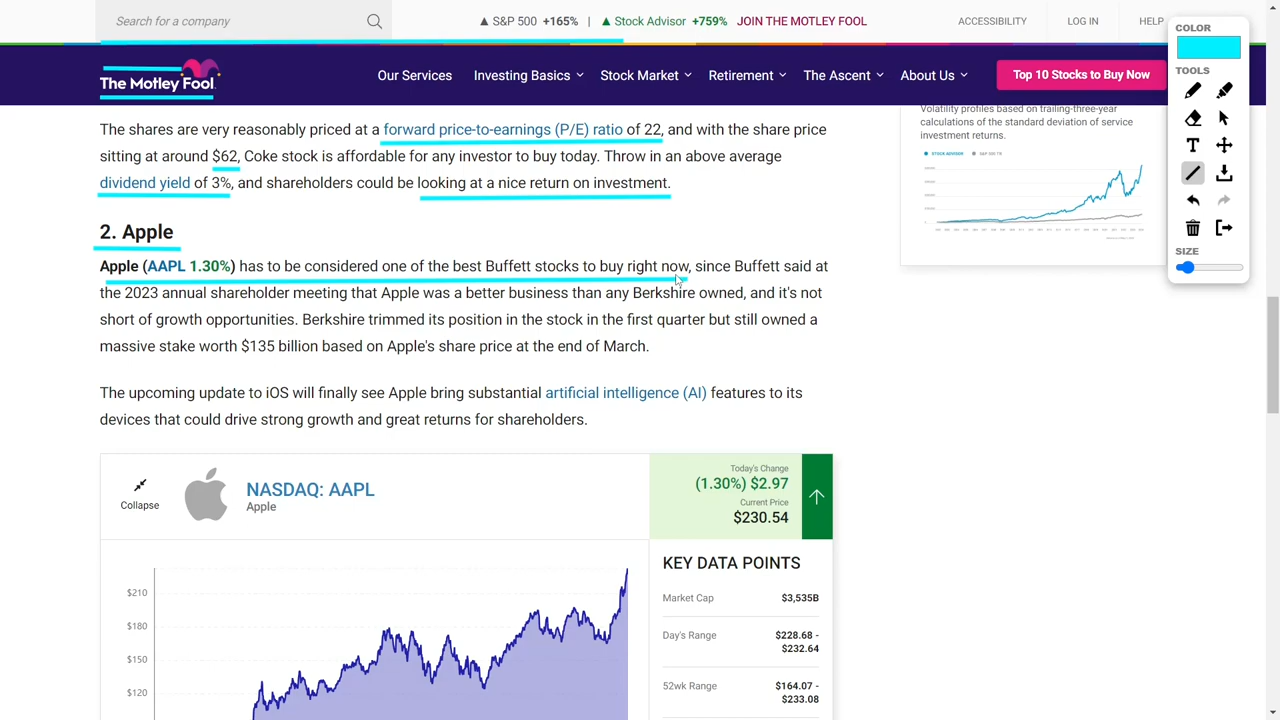 Search for a company
▲ S&P 500 +165% | ▲ Stock Advisor +759% JOIN THE MOTLEY FOOL
ACCESSIBILITY LOG IN HELP
The Motley Fool
Our Services Investing Basics Stock Market Retirement The Ascent About Us
Top 10 Stocks to Buy Now
COLOR
TOOLS
T
SIZE
The shares are very reasonably priced at a forward price-to-earnings (P/E) ratio of 22, and with the share price
sitting at around $62, Coke stock is affordable for any investor to buy today. Throw in an above average
dividend yield of 3%, and shareholders could be looking at a nice return on investment.
Volatility profiles based on trailing-three-year
calculations of the standard deviation of service
investment returns.
STOCK ADVISOR
2. Apple
Apple (AAPL 1.30%) has to be considered one of the best Buffett stocks to buy right now, since Buffett said at
the 2023 annual shareholder meeting that Apple was a better business than any Berkshire owned, and it's not
short of growth opportunities. Berkshire trimmed its position in the stock in the first quarter but still owned a
massive stake worth $135 billion based on Apple's share price at the end of March.
The upcoming update to iOS will finally see Apple bring substantial artificial intelligence (AI) features to its
devices that could drive strong growth and great returns for shareholders.
Collapse
NASDAQ: AAPL
Apple
Today's Change
(1.30%) $2.97
Current Price
$230.54
$210
$180
$150
$120
KEY DATA POINTS
Market Cap $3,535B
Day's Range $228.68 -
$232.64
52wk Range $164.07 -
$233.08